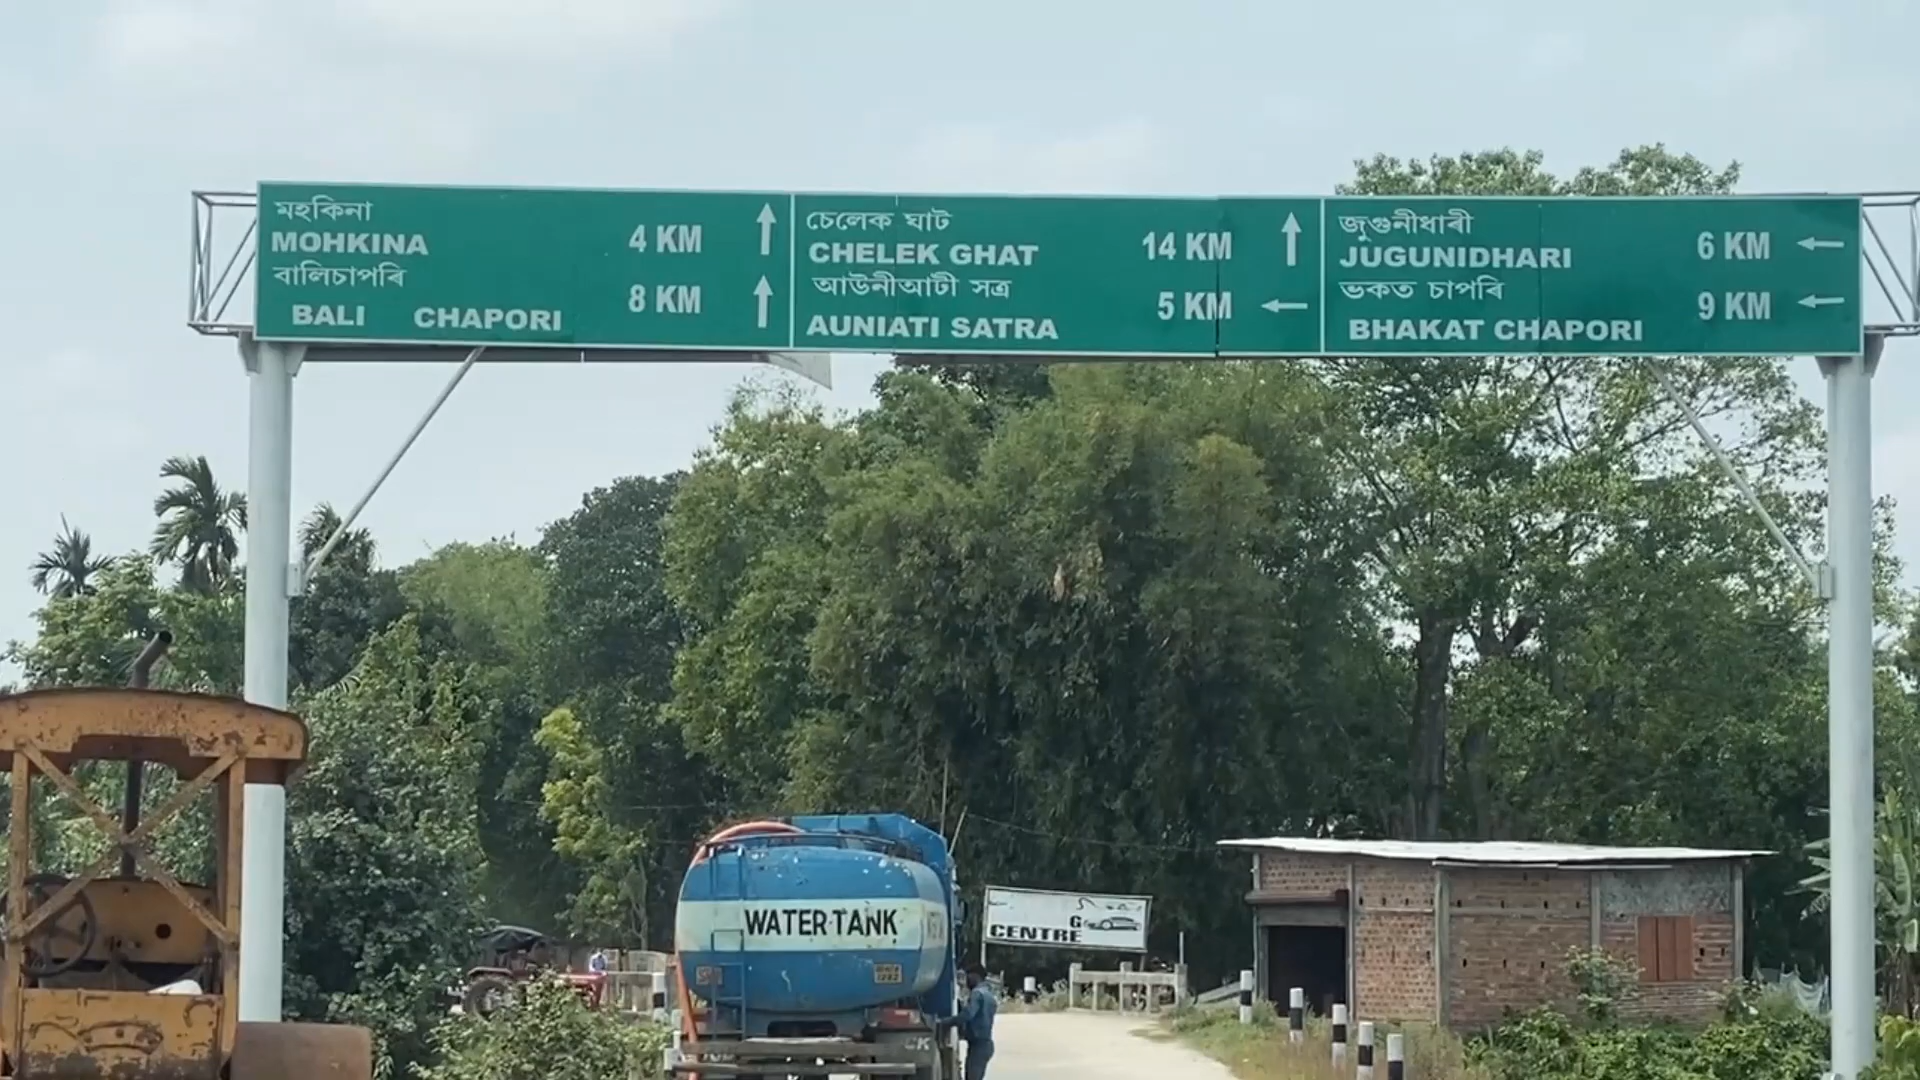 মহকিনা
MOHKINA 4 KM
বালিচাপৰি
BALI CHAPORI 8 KM
চেলেক ঘাট
CHELEK GHAT 14 KM
আউনীআটী সত্ৰ
AUNIATI SATRA 5 KM
জুগুনীধাৰী
JUGUNIDHARI 6 KM
ভকত চাপৰি
BHAKAT CHAPORI 9 KM
WATER TANK
CENTRE